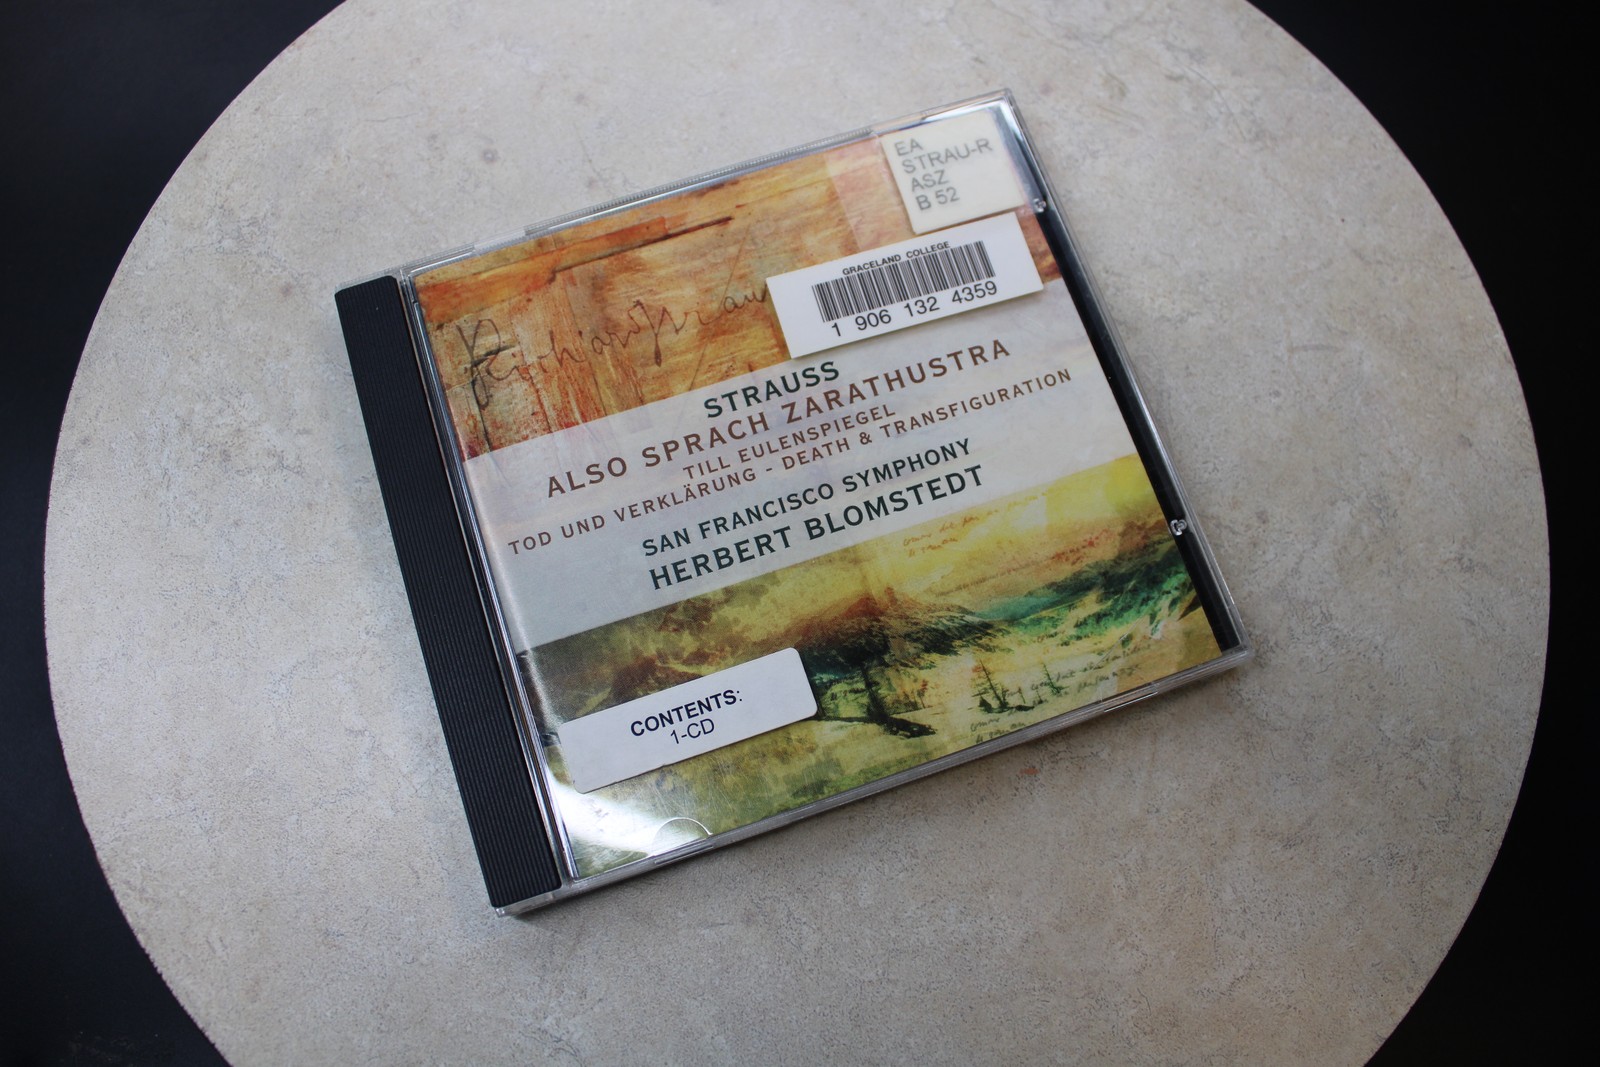 EA
STRAU-R
ASZ
B 52
GRACELAND COLLEGE
1 906 132 4359
STRAUSS
ALSO SPRACH ZARATHUSTRA
TILL EULENSPIEGEL
TOD UND VERKLÄRUNG - DEATH & TRANSFIGURATION
SAN FRANCISCO SYMPHONY
HERBERT BLOMSTEDT
CONTENTS:
1-CD